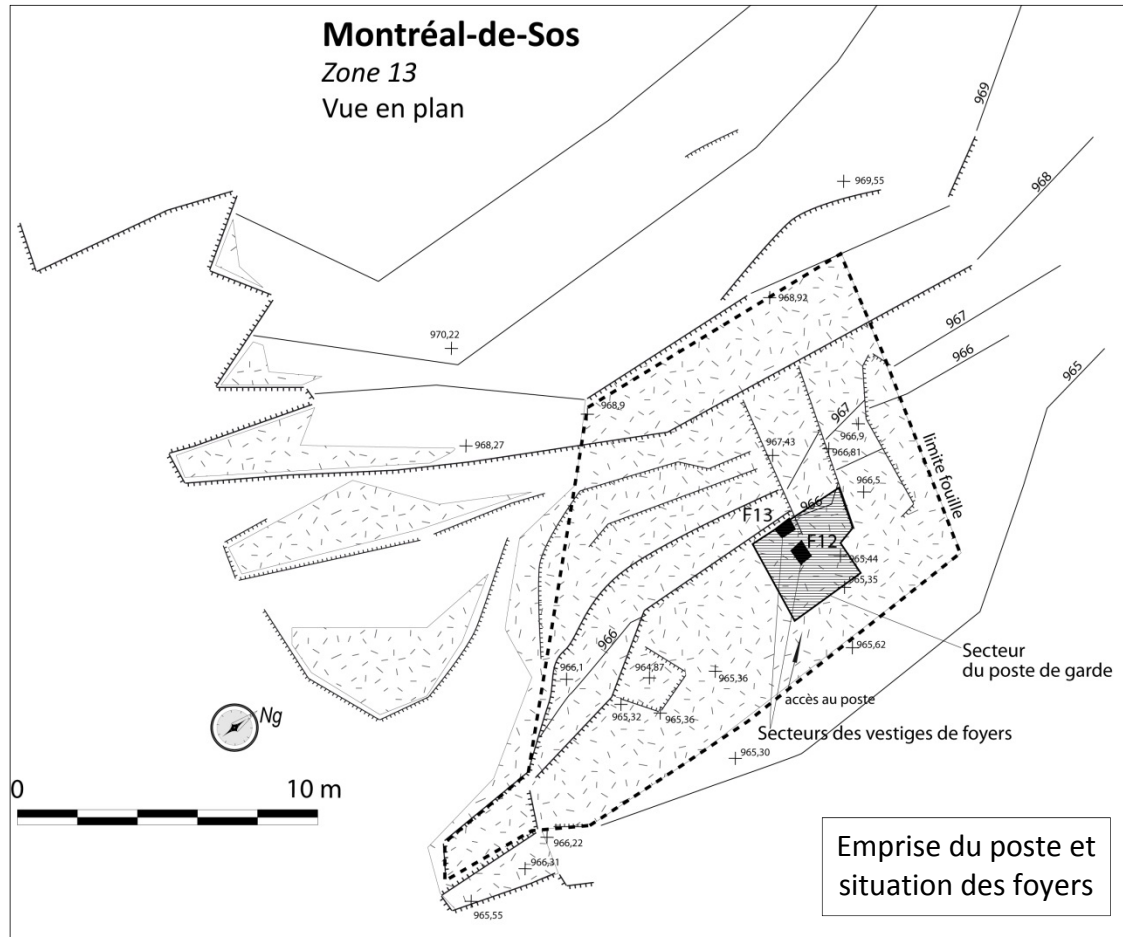 Montréal-de-Sos
Zone 13
Vue en plan
969
969,55
968
968,92
970,22
967
966
965
968,9
968,27
967
966,9
967,43
966,81
limite fouille
966,5
966
F13
F12
965,44
965,35
966
965,62
Secteur
du poste de garde
966,1
964,87
965,36
accès au poste
965,32
965,36
Secteurs des vestiges de foyers
Ng
965,30
0
10 m
966,22
966,31
965,55
Emprise du poste et
situation des foyers